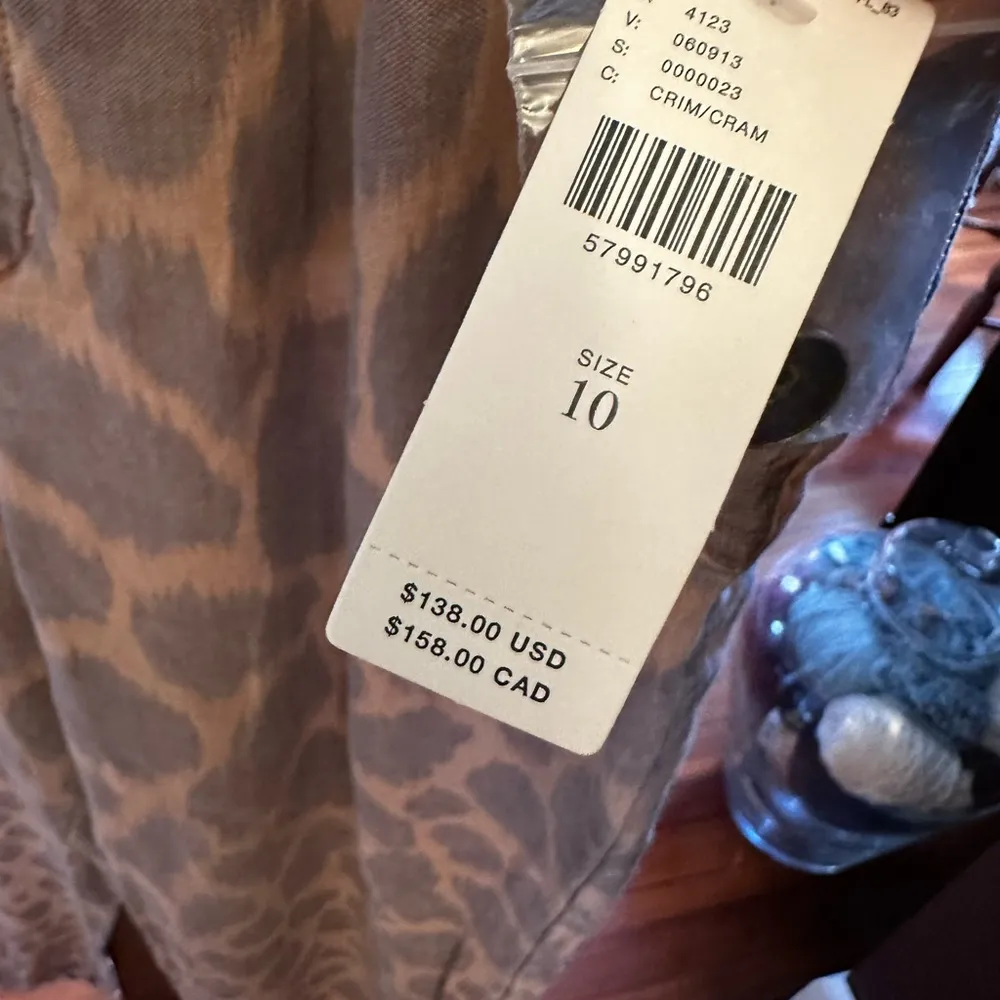 4123
V: 060913
S: 0000023
C: CRIM/CRAM
57991796
SIZE
10
$138.00 USD
$158.00 CAD